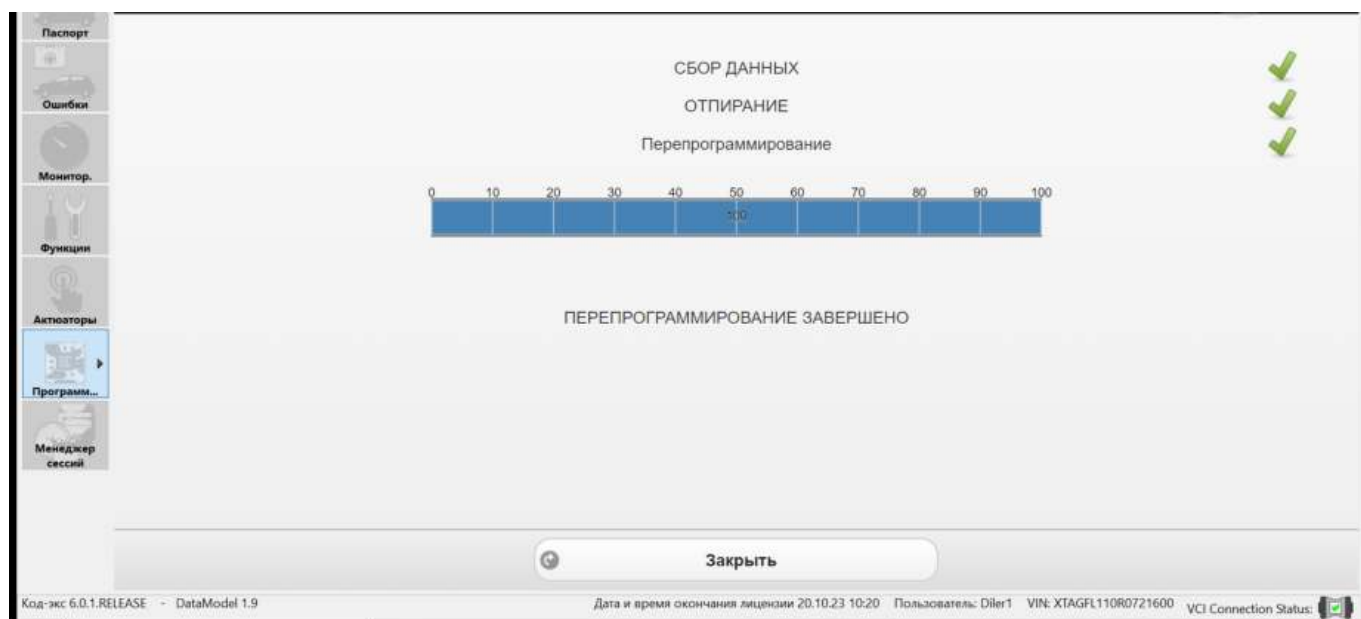 Паспорт
Ошибки
Монитор.
Функции
Актюаторы
Программ...
Менеджер
сессий
СБОР ДАННЫХ
ОТПИРАНИЕ
Перепрограммирование
0 10 20 30 40 50 60 70 80 90 100
100
ПЕРЕПРОГРАММИРОВАНИЕ ЗАВЕРШЕНО
Закрыть
Код-экс 6.0.1.RELEASE - DataModel 1.9 Дата и время окончания лицензии 20.10.23 10:20 Пользователь: Diler1 VIN: XTAGFL110R0721600 VCI Connection Status: